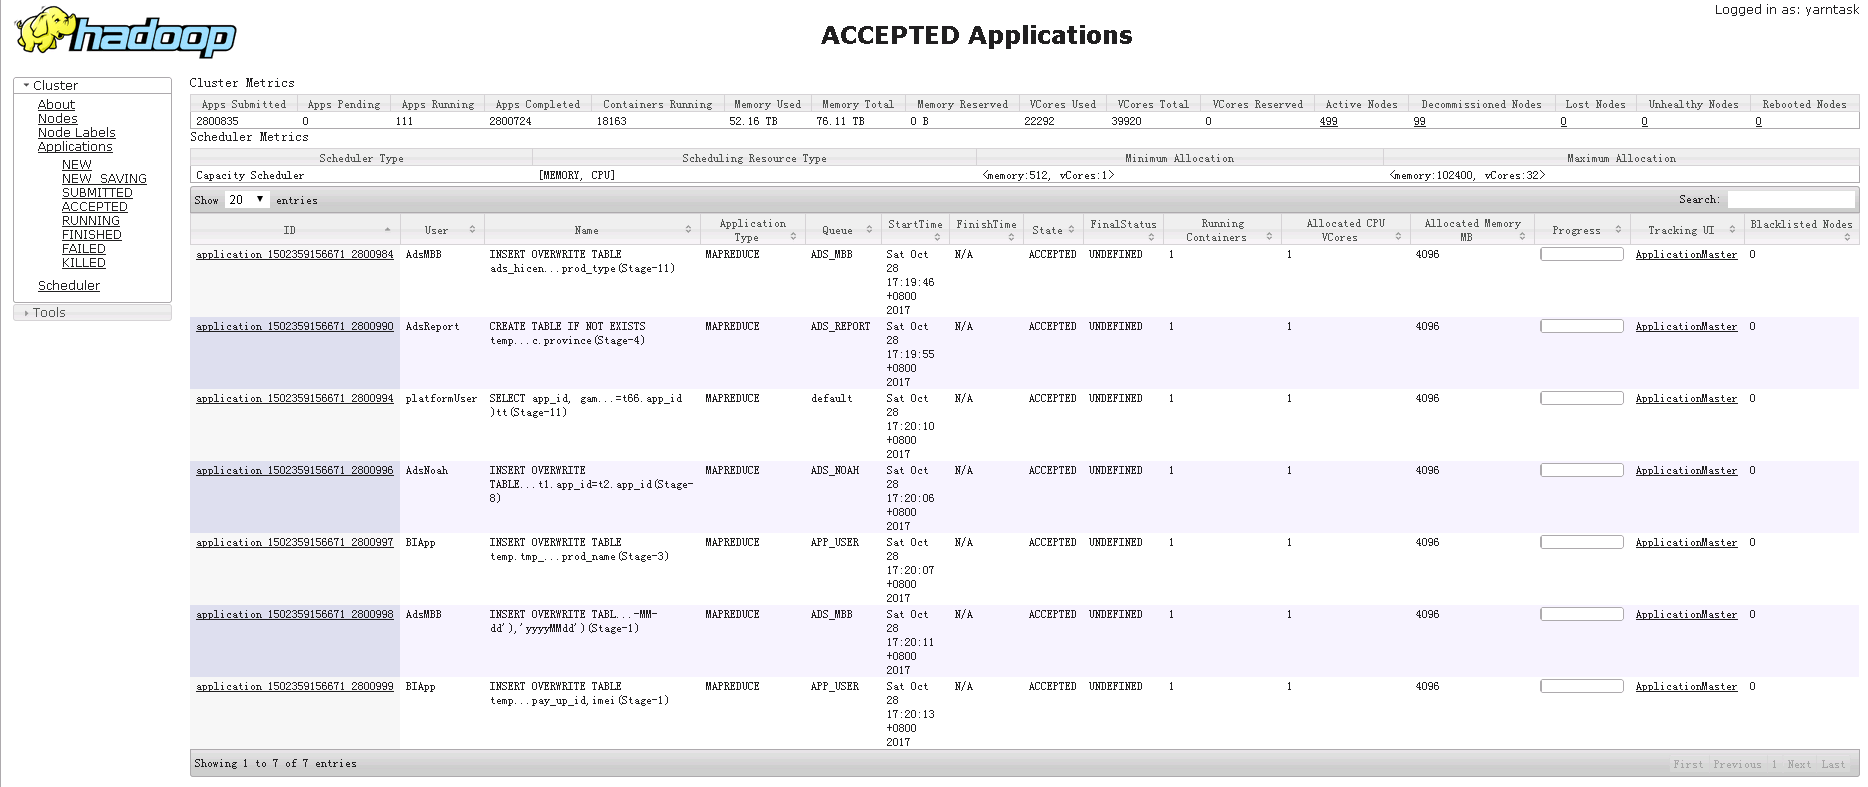 hadoop
Logged in as: yarntask
ACCEPTED Applications
Cluster
About
Nodes
Node Labels
Applications
NEW
NEW_SAVING
SUBMITTED
ACCEPTED
RUNNING
FINISHED
FAILED
KILLED
Scheduler
Tools
Cluster Metrics
Apps Submitted Apps Pending Apps Running Apps Completed Containers Running Memory Used Memory Total Memory Reserved VCores Used VCores Total VCores Reserved Active Nodes Decommissioned Nodes Lost Nodes Unhealthy Nodes Rebooted Nodes
2800835 0 111 2800724 18163 52.16 TB 76.11 TB 0 B 22292 39920 0 499 99 0 0 0
Scheduler Metrics
Scheduler Type Scheduling Resource Type Minimum Allocation Maximum Allocation
Capacity Scheduler [MEMORY, CPU] <memory:512, vCores:1> <memory:102400, vCores:32>
Show 20 entries Search:
ID User Name Application Type Queue StartTime FinishTime State FinalStatus Running Containers Allocated CPU VCores Allocated Memory MB Progress Tracking UI Blacklisted Nodes
application_1502359156671_2800984 AdsMBB INSERT OVERWRITE TABLE MAPREDUCE ADS_MBB Sat Oct N/A ACCEPTED UNDEFINED 1 1 4096 ApplicationMaster 0
ads_hicen...prod_type(Stage-11) 28
17:19:46
+0800
2017
application_1502359156671_2800990 AdsReport CREATE TABLE IF NOT EXISTS MAPREDUCE ADS_REPORT Sat Oct N/A ACCEPTED UNDEFINED 1 1 4096 ApplicationMaster 0
temp...c.province(Stage-4) 28
17:19:55
+0800
2017
application_1502359156671_2800994 platformUser SELECT app_id, gam...=t66.app_id MAPREDUCE default Sat Oct N/A ACCEPTED UNDEFINED 1 1 4096 ApplicationMaster 0
)tt(Stage-11) 28
17:20:10
+0800
2017
application_1502359156671_2800996 AdsNoah INSERT OVERWRITE MAPREDUCE ADS_NOAH Sat Oct N/A ACCEPTED UNDEFINED 1 1 4096 ApplicationMaster 0
TABLE...t1.app_id=t2.app_id(Stage- 28
8) 17:20:06
+0800
2017
application_1502359156671_2800997 BIApp INSERT OVERWRITE TABLE MAPREDUCE APP_USER Sat Oct N/A ACCEPTED UNDEFINED 1 1 4096 ApplicationMaster 0
temp.tmp_...prod_name(Stage-3) 28
17:20:07
+0800
2017
application_1502359156671_2800998 AdsMBB INSERT OVERWRITE TABL...-MM- MAPREDUCE ADS_MBB Sat Oct N/A ACCEPTED UNDEFINED 1 1 4096 ApplicationMaster 0
dd'),'yyyyMMdd')(Stage-1) 28
17:20:11
+0800
2017
application_1502359156671_2800999 BIApp INSERT OVERWRITE TABLE MAPREDUCE APP_USER Sat Oct N/A ACCEPTED UNDEFINED 1 1 4096 ApplicationMaster 0
temp...pay_up_id,imei(Stage-1) 28
17:20:13
+0800
2017
Showing 1 to 7 of 7 entries First Previous 1 Next Last